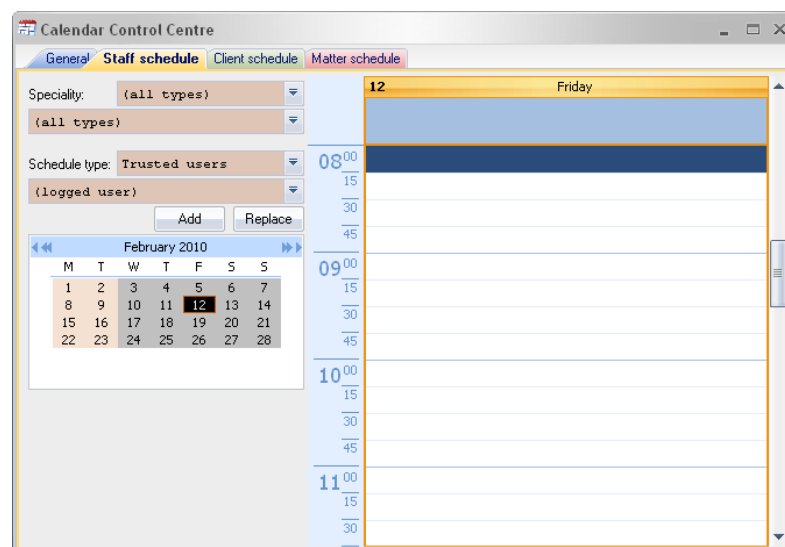 Calendar Control Centre
General Staff schedule Client schedule Matter schedule
Speciality: (all types)
(all types)
Schedule type: Trusted users
(logged user)
Add Replace
February 2010
M T W T F S S
1 2 3 4 5 6 7
8 9 10 11 12 13 14
15 16 17 18 19 20 21
22 23 24 25 26 27 28
12 Friday
08 00
15
30
45
09 00
15
30
45
10 00
15
30
45
11 00
15
30